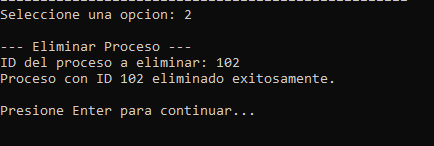 Seleccione una opcion: 2
--- Eliminar Proceso ---
ID del proceso a eliminar: 102
Proceso con ID 102 eliminado exitosamente.
Presione Enter para continuar...